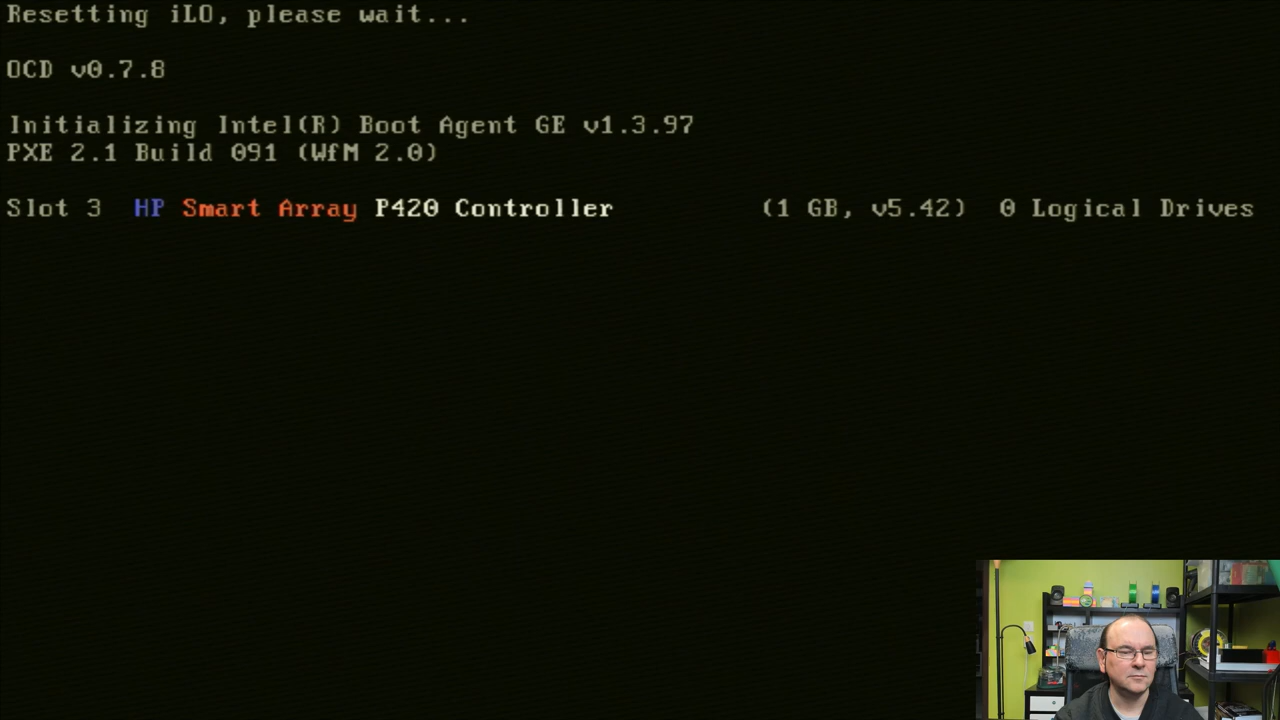 Resetting iLO, please wait...
OCD v0.7.8
Initializing Intel(R) Boot Agent GE v1.3.97
PXE 2.1 Build 091 (WfM 2.0)
Slot 3 HP Smart Array P420 Controller (1 GB, v5.42) 0 Logical Drives